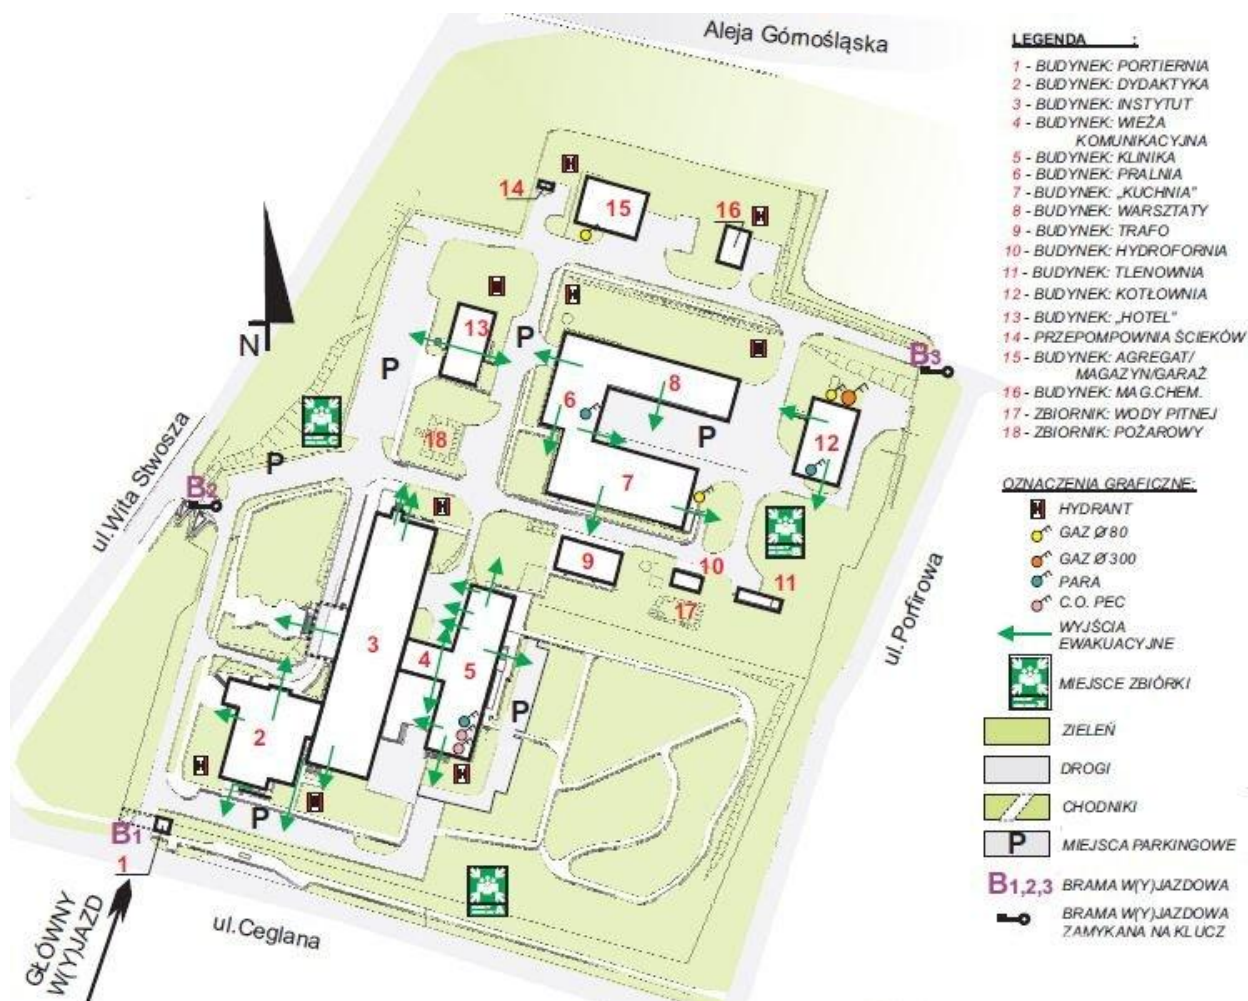 Aleja Górnośląska
ul.Wita Stwosza
ul.Porfirowa
ul.Ceglana
GŁÓWNY
W(Y)JAZD
N
B1
B2
B3
1
2
3
4
5
6
7
8
9
10
11
12
13
14
15
16
17
18
P
P
P
P
P
P
LEGENDA :
1 - BUDYNEK: PORTIERNIA
2 - BUDYNEK: DYDAKTYKA
3 - BUDYNEK: INSTYTUT
4 - BUDYNEK: WIEŻA
KOMUNIKACYJNA
5 - BUDYNEK: KLINIKA
6 - BUDYNEK: PRALNIA
7 - BUDYNEK: „KUCHNIA"
8 - BUDYNEK: WARSZTATY
9 - BUDYNEK: TRAFO
10 - BUDYNEK: HYDROFORNIA
11 - BUDYNEK: TLENOWNIA
12 - BUDYNEK: KOTŁOWNIA
13 - BUDYNEK: „HOTEL"
14 - PRZEPOMPOWNIA ŚCIEKÓW
15 - BUDYNEK: AGREGAT/
MAGAZYN/GARAŻ
16 - BUDYNEK: MAG.CHEM.
17 - ZBIORNIK: WODY PITNEJ
18 - ZBIORNIK: POŻAROWY
OZNACZENIA GRAFICZNE:
HYDRANT
GAZ Ø 80
GAZ Ø 300
PARA
C.O. PEC
WYJŚCIA
EWAKUACYJNE
MIEJSCE ZBIÓRKI
ZIELEŃ
DROGI
CHODNIKI
P MIEJSCA PARKINGOWE
B1,2,3 BRAMA W(Y)JAZDOWA
BRAMA W(Y)JAZDOWA
ZAMYKANA NA KLUCZ